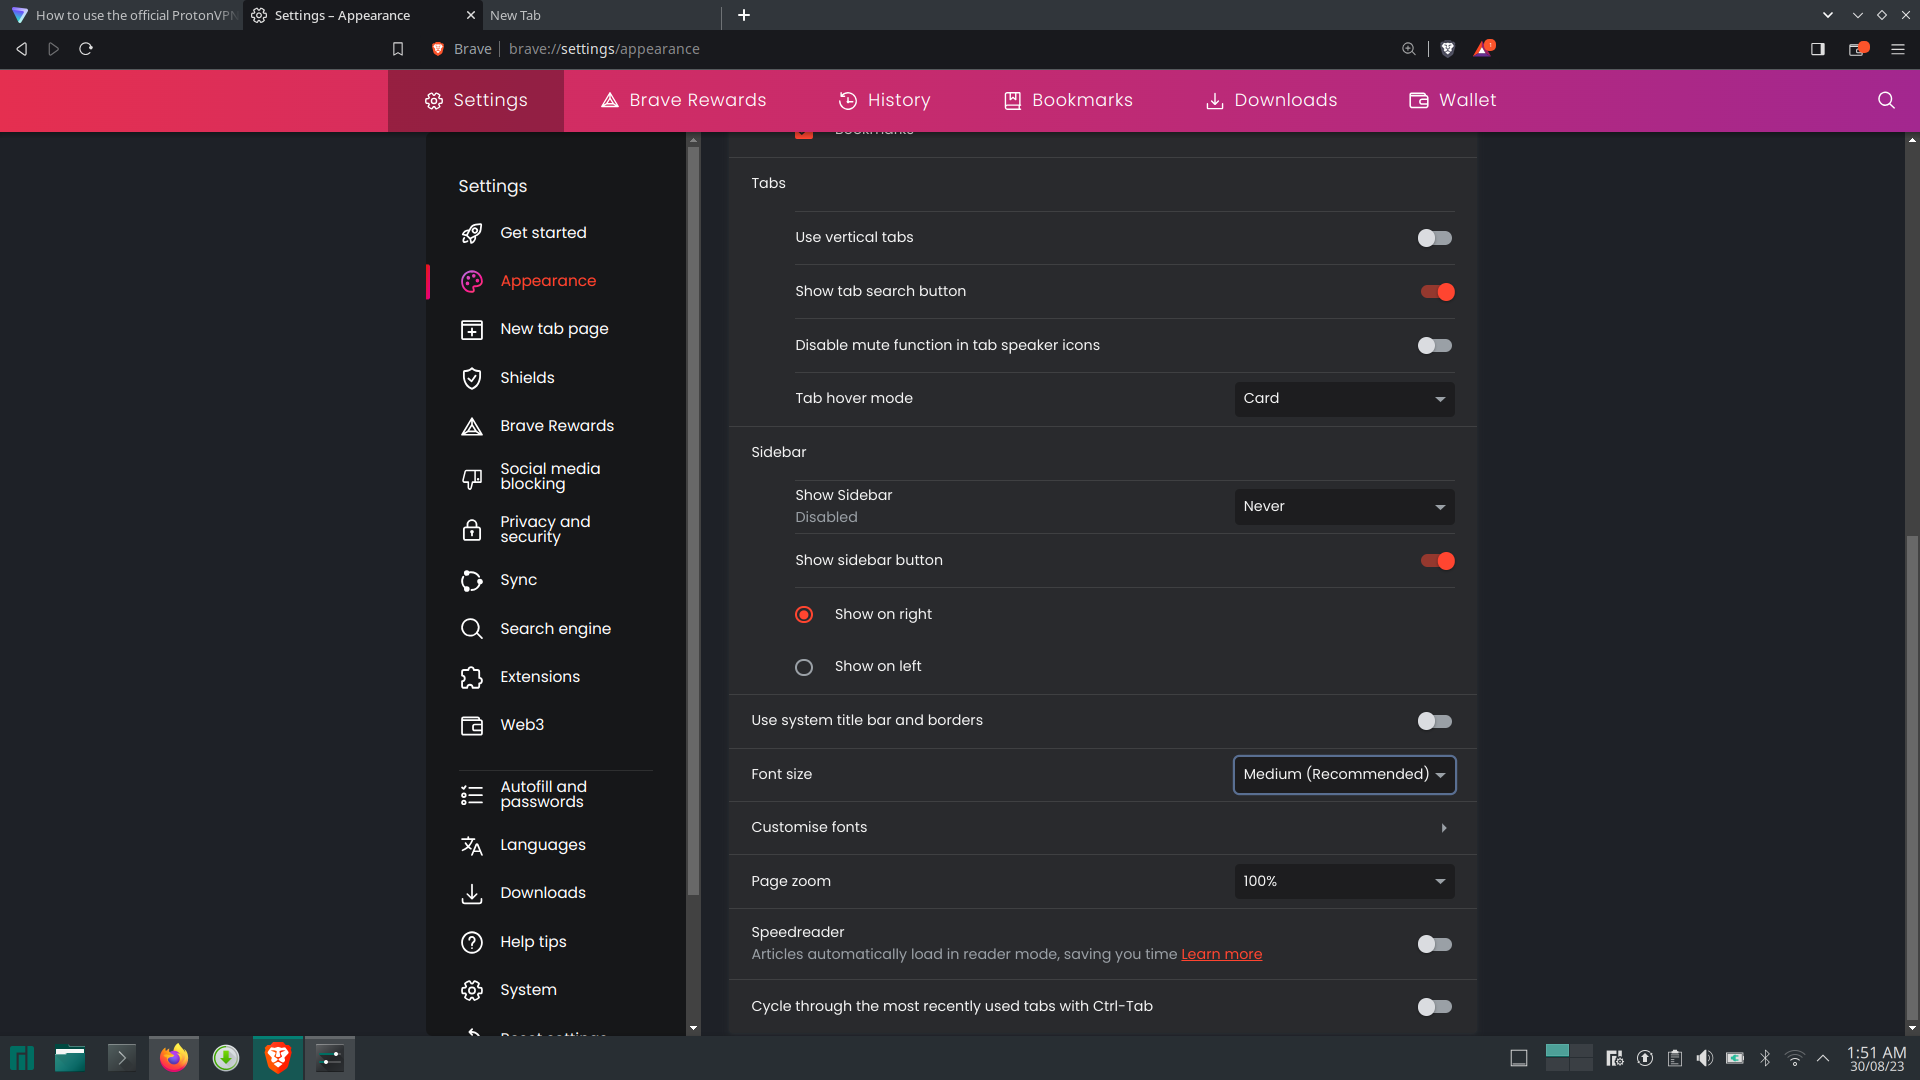 How to use the official ProtonVPN
Settings – Appearance
New Tab
Brave
brave://settings/appearance
Settings
Brave Rewards
History
Bookmarks
Downloads
Wallet
Settings
Get started
Appearance
New tab page
Shields
Brave Rewards
Social media
blocking
Privacy and
security
Sync
Search engine
Extensions
Web3
Autofill and
passwords
Languages
Downloads
Help tips
System
Reset settings
Bookmarks
Tabs
Use vertical tabs
Show tab search button
Disable mute function in tab speaker icons
Tab hover mode
Card
Sidebar
Show Sidebar
Disabled
Never
Show sidebar button
Show on right
Show on left
Use system title bar and borders
Font size
Medium (Recommended)
Customise fonts
Page zoom
100%
Speedreader
Articles automatically load in reader mode, saving you time Learn more
Cycle through the most recently used tabs with Ctrl-Tab
1:51 AM
30/08/23